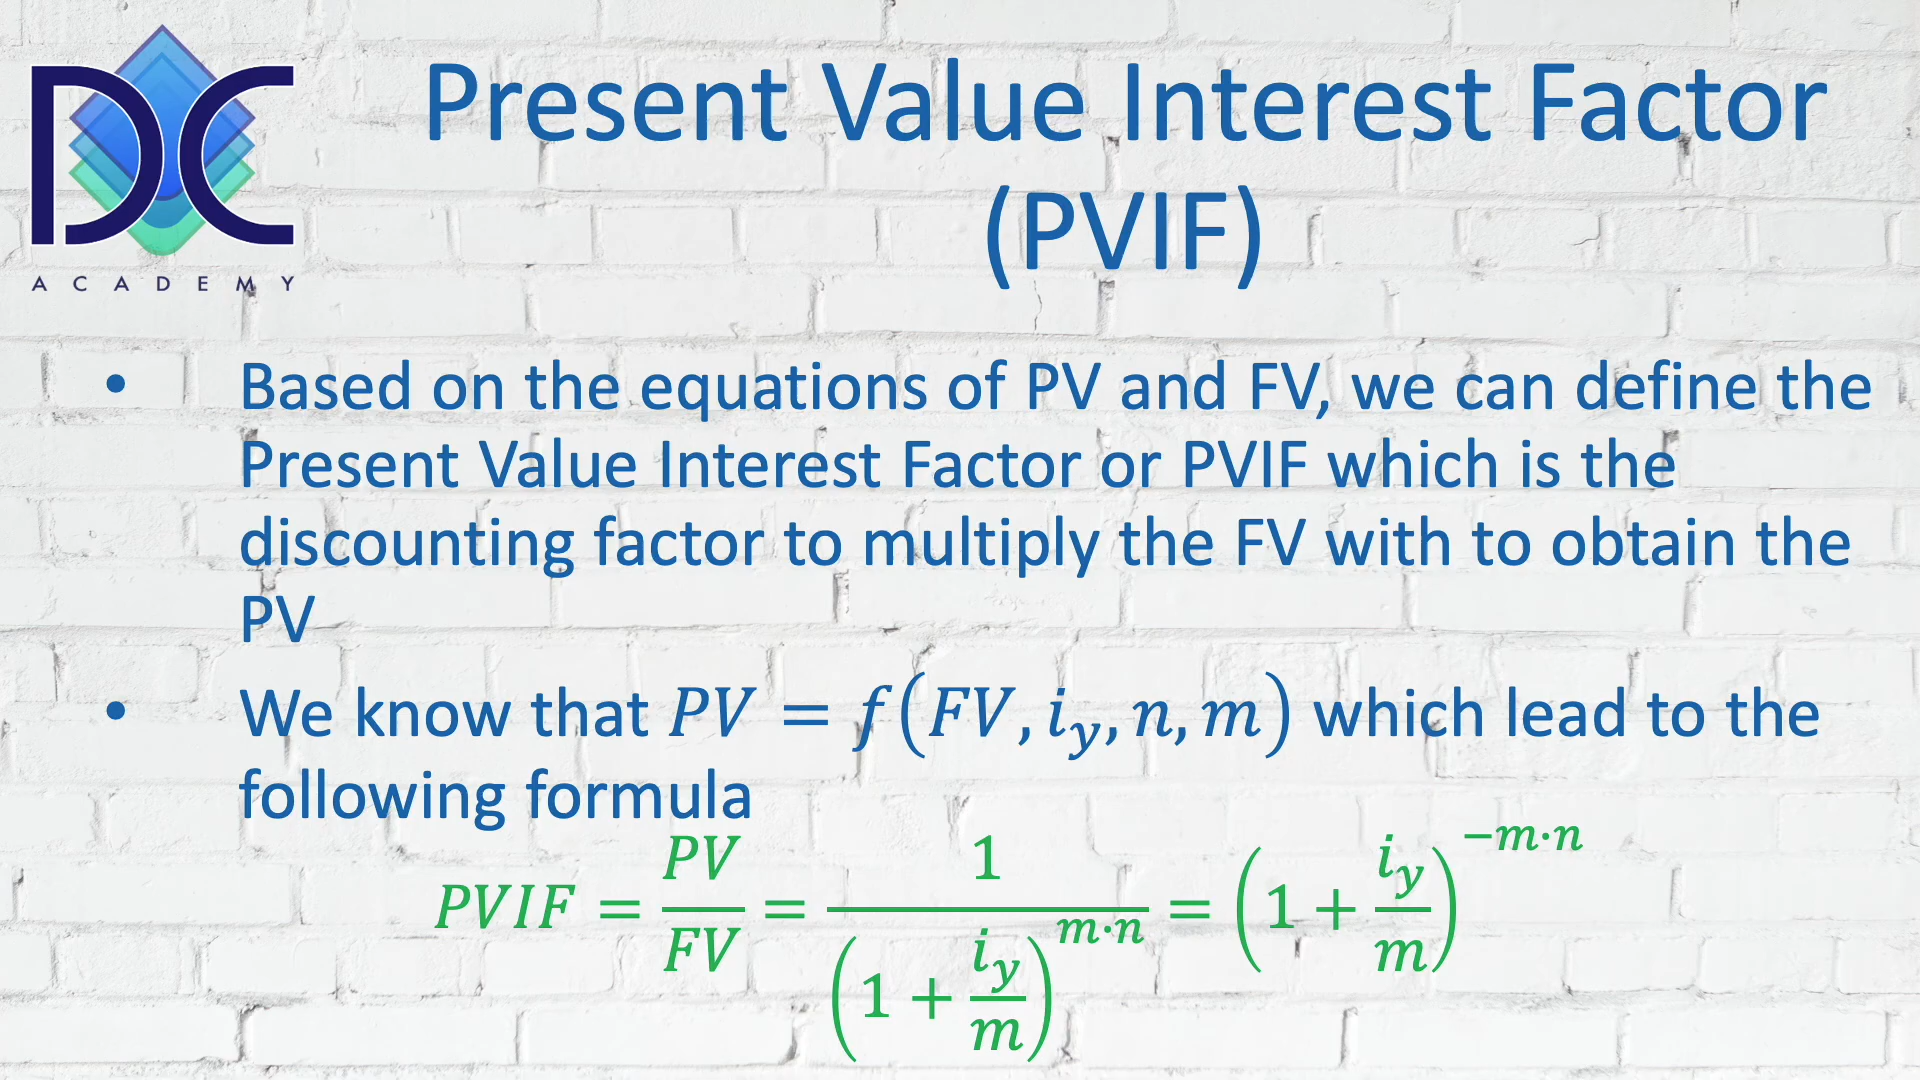 DC
ACADEMY
Present Value Interest Factor
(PVIF)
• Based on the equations of PV and FV, we can define the
Present Value Interest Factor or PVIF which is the
discounting factor to multiply the FV with to obtain the
PV
• We know that 𝑃𝑉 = 𝑓(𝐹𝑉, 𝑖_𝑦, 𝑛, 𝑚) which lead to the
following formula
𝑃𝑉𝐼𝐹 = 𝑃𝑉/𝐹𝑉 = 1/(1 + 𝑖_𝑦/𝑚)^(𝑚·𝑛) = (1 + 𝑖_𝑦/𝑚)^(−𝑚·𝑛)